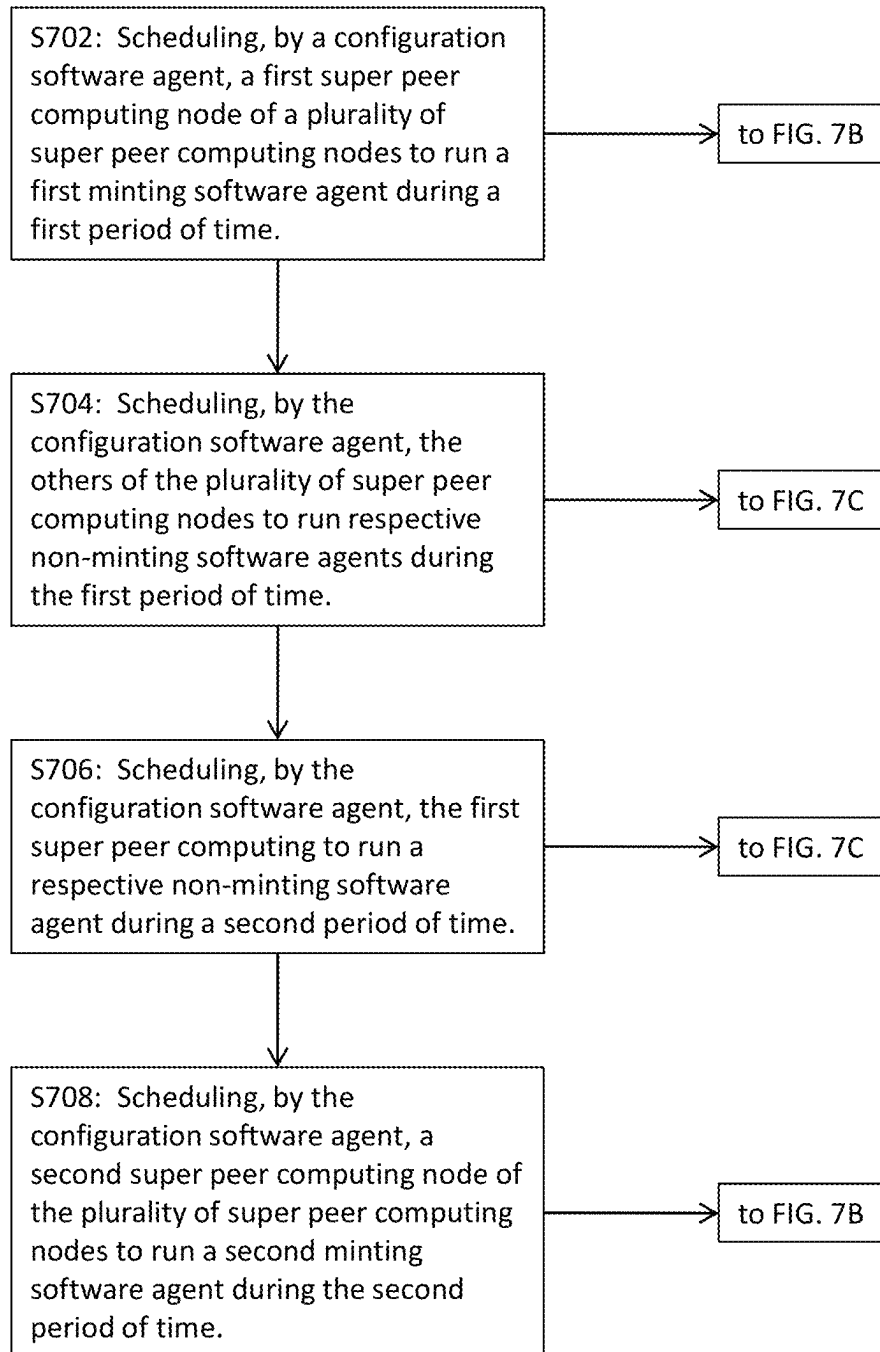 S702: Scheduling, by a configuration
software agent, a first super peer
computing node of a plurality of
super peer computing nodes to run a
first minting software agent during a
first period of time.
to FIG. 7B
S704: Scheduling, by the
configuration software agent, the
others of the plurality of super peer
computing nodes to run respective
non-minting software agents during
the first period of time.
to FIG. 7C
S706: Scheduling, by the
configuration software agent, the first
super peer computing to run a
respective non-minting software
agent during a second period of time.
to FIG. 7C
S708: Scheduling, by the
configuration software agent, a
second super peer computing node of
the plurality of super peer computing
nodes to run a second minting
software agent during the second
period of time.
to FIG. 7B